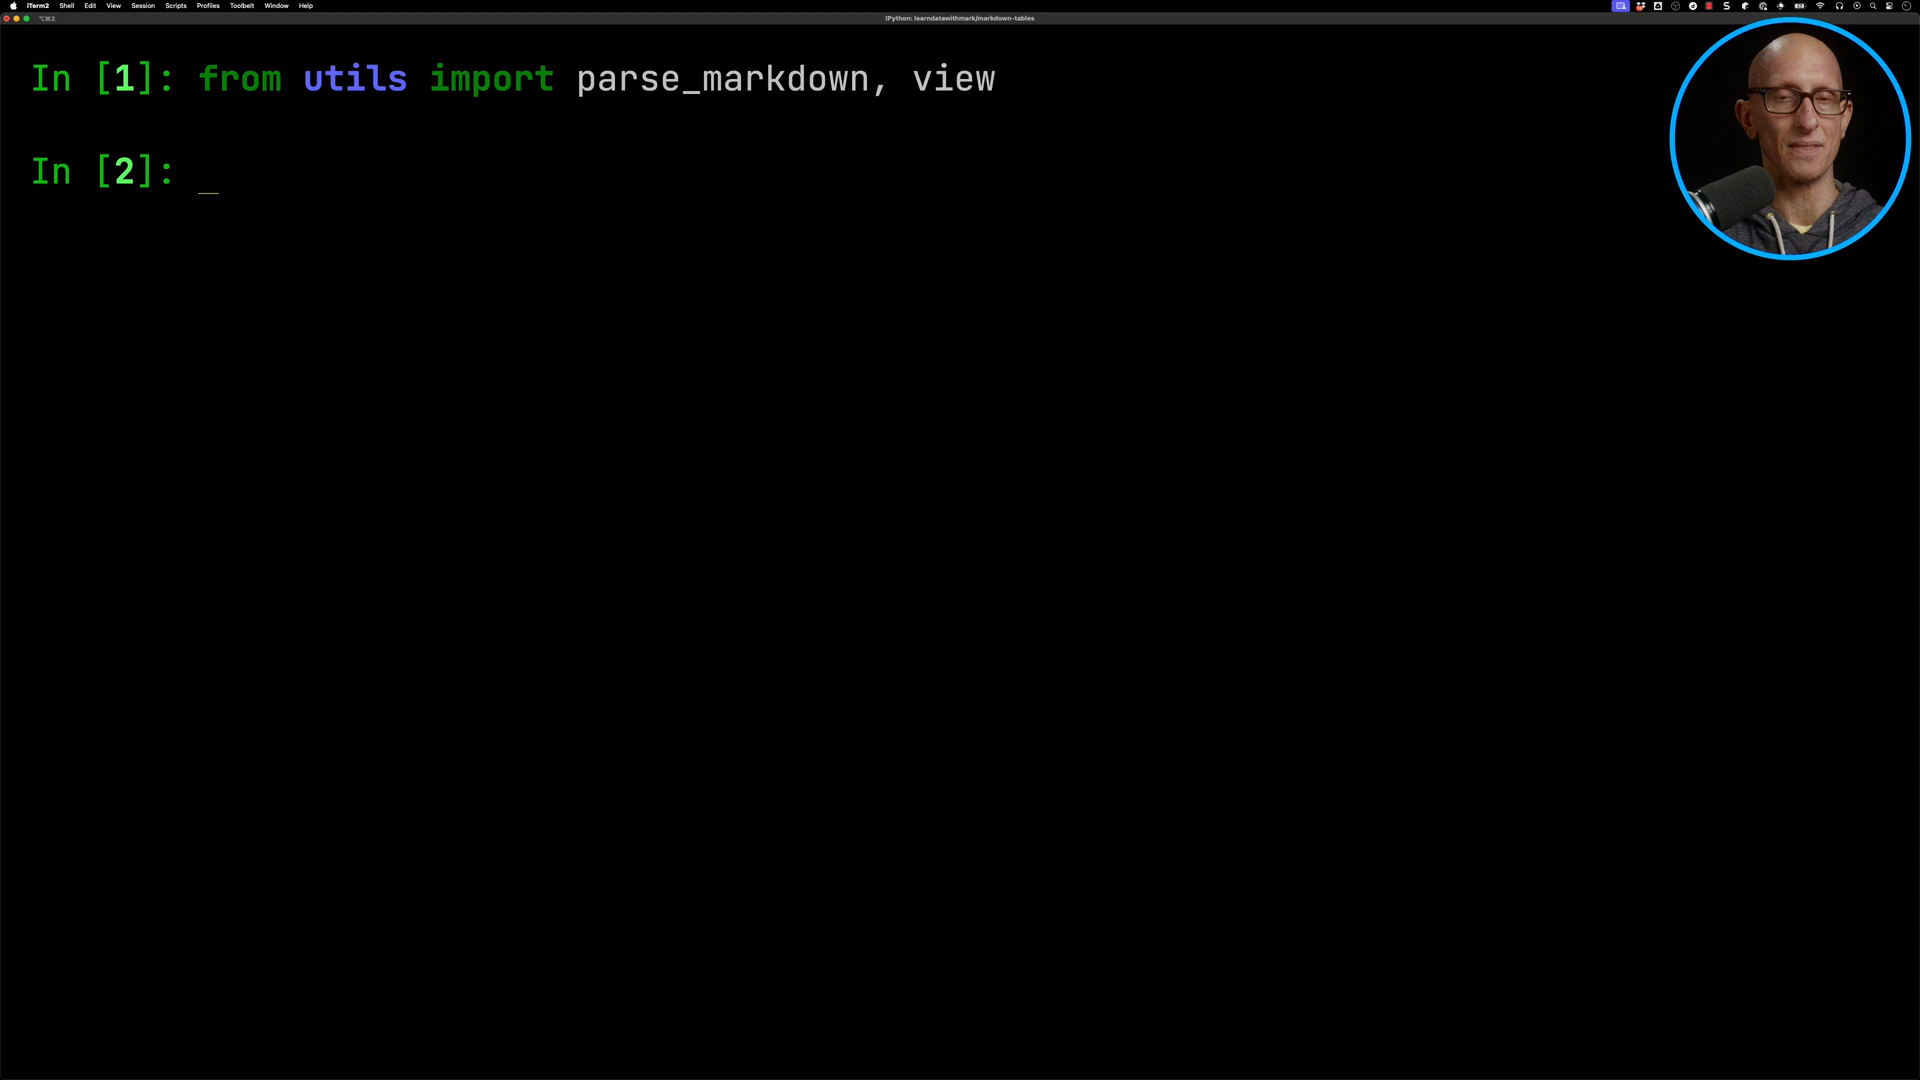 iTerm2 Shell Edit View Session Scripts Profiles Toolbelt Window Help
IPython: learndatawithmark/markdown-tables
In [1]: from utils import parse_markdown, view
In [2]: _